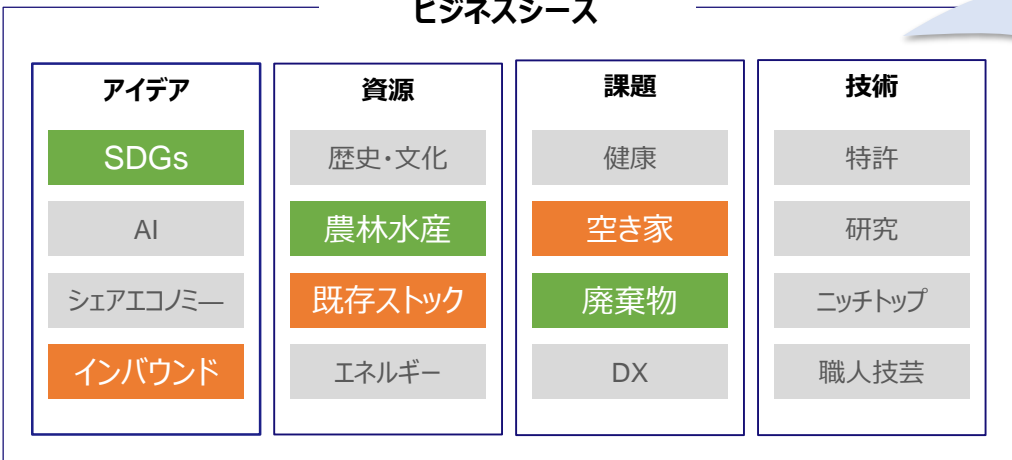 ビジネスシーズ
アイデア
SDGs
AI
シェアエコノミ―
インバウンド
資源
歴史・文化
農林水産
既存ストック
エネルギー
課題
健康
空き家
廃棄物
DX
技術
特許
研究
ニッチトップ
職人技芸